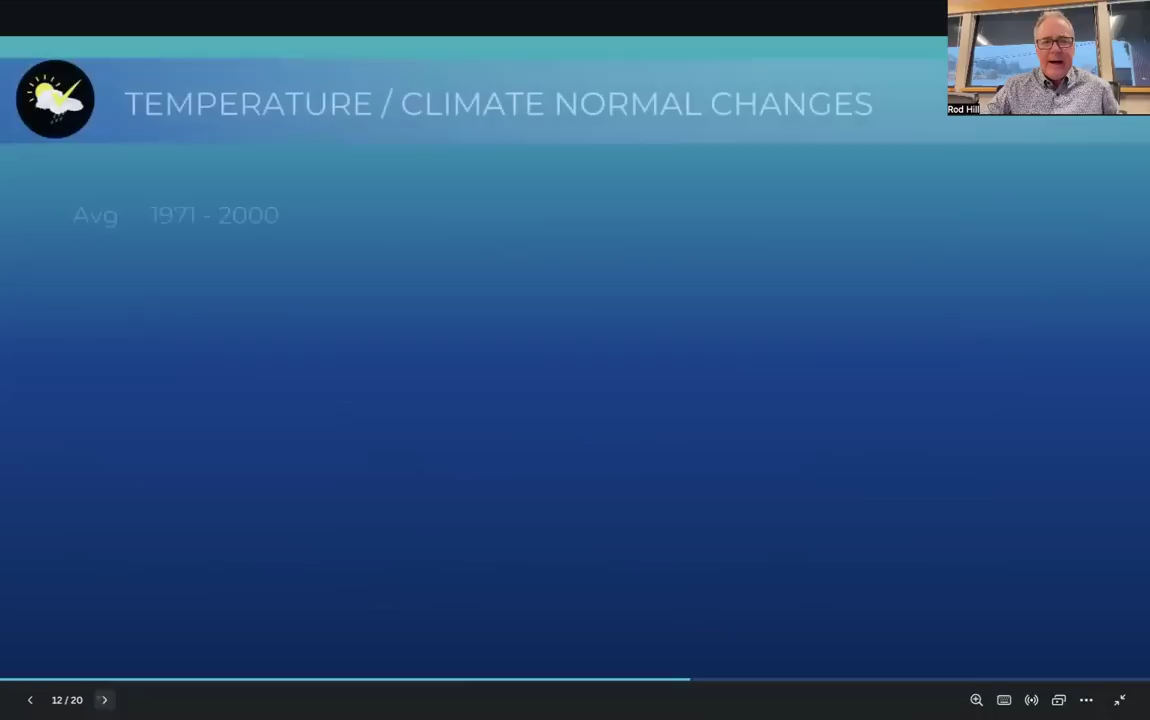 TEMPERATURE / CLIMATE NORMAL CHANGES
Rod Hill
Avg 1971 - 2000
12 / 20